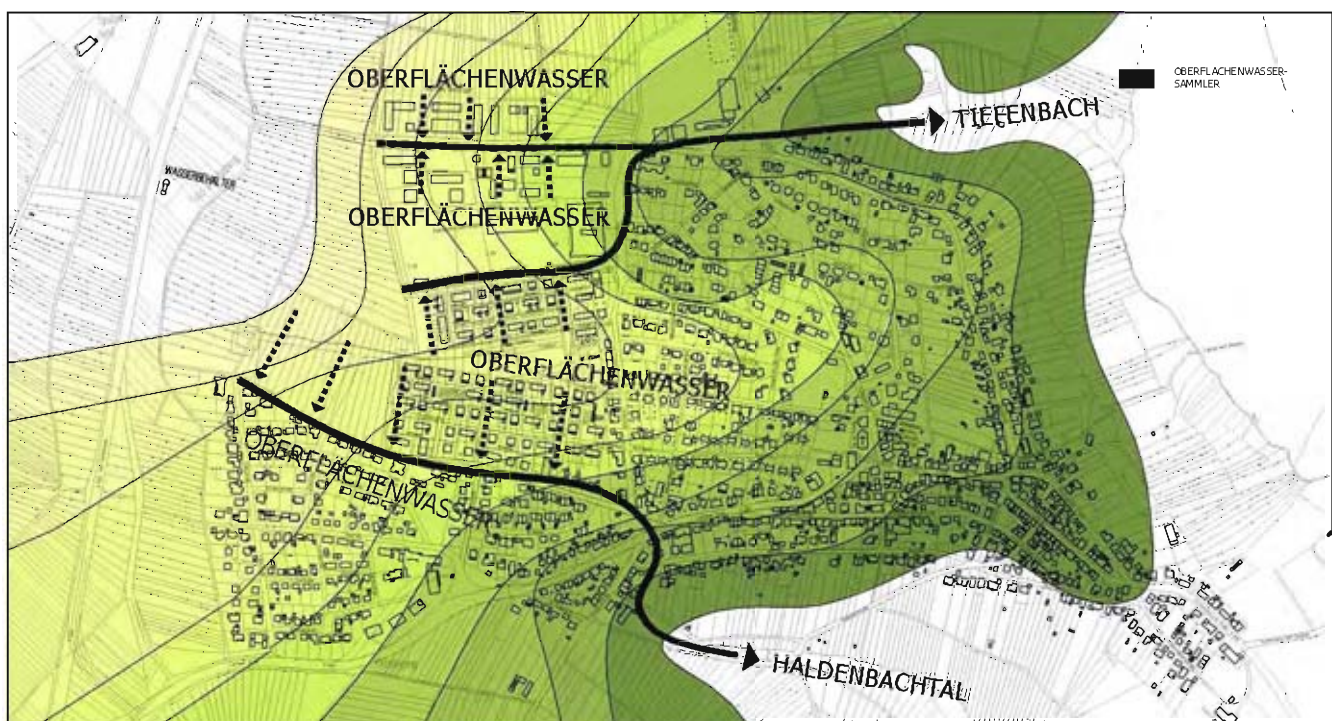 OBERFLÄCHENWASSER
OBERFLÄCHENWASSER-
SAMMLER
TIEFENBACH
WASSERBEHÄLTER
OBERFLÄCHENWASSER
OBERFLÄCHENWASSER
OBERFLÄCHENWASSER
HALDENBACHTAL